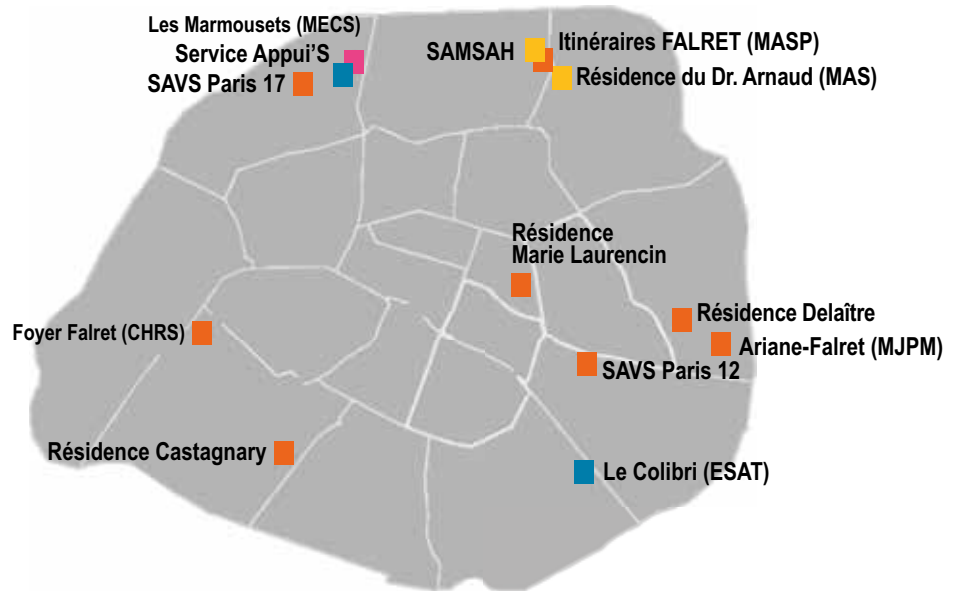 Les Marmousets (MECS)
Service Appui’S
SAVS Paris 17
SAMSAH
Itinéraires FALRET (MASP)
Résidence du Dr. Arnaud (MAS)
Résidence
Marie Laurencin
Résidence Delaître
Foyer Falret (CHRS)
Ariane-Falret (MJPM)
SAVS Paris 12
Résidence Castagnary
Le Colibri (ESAT)